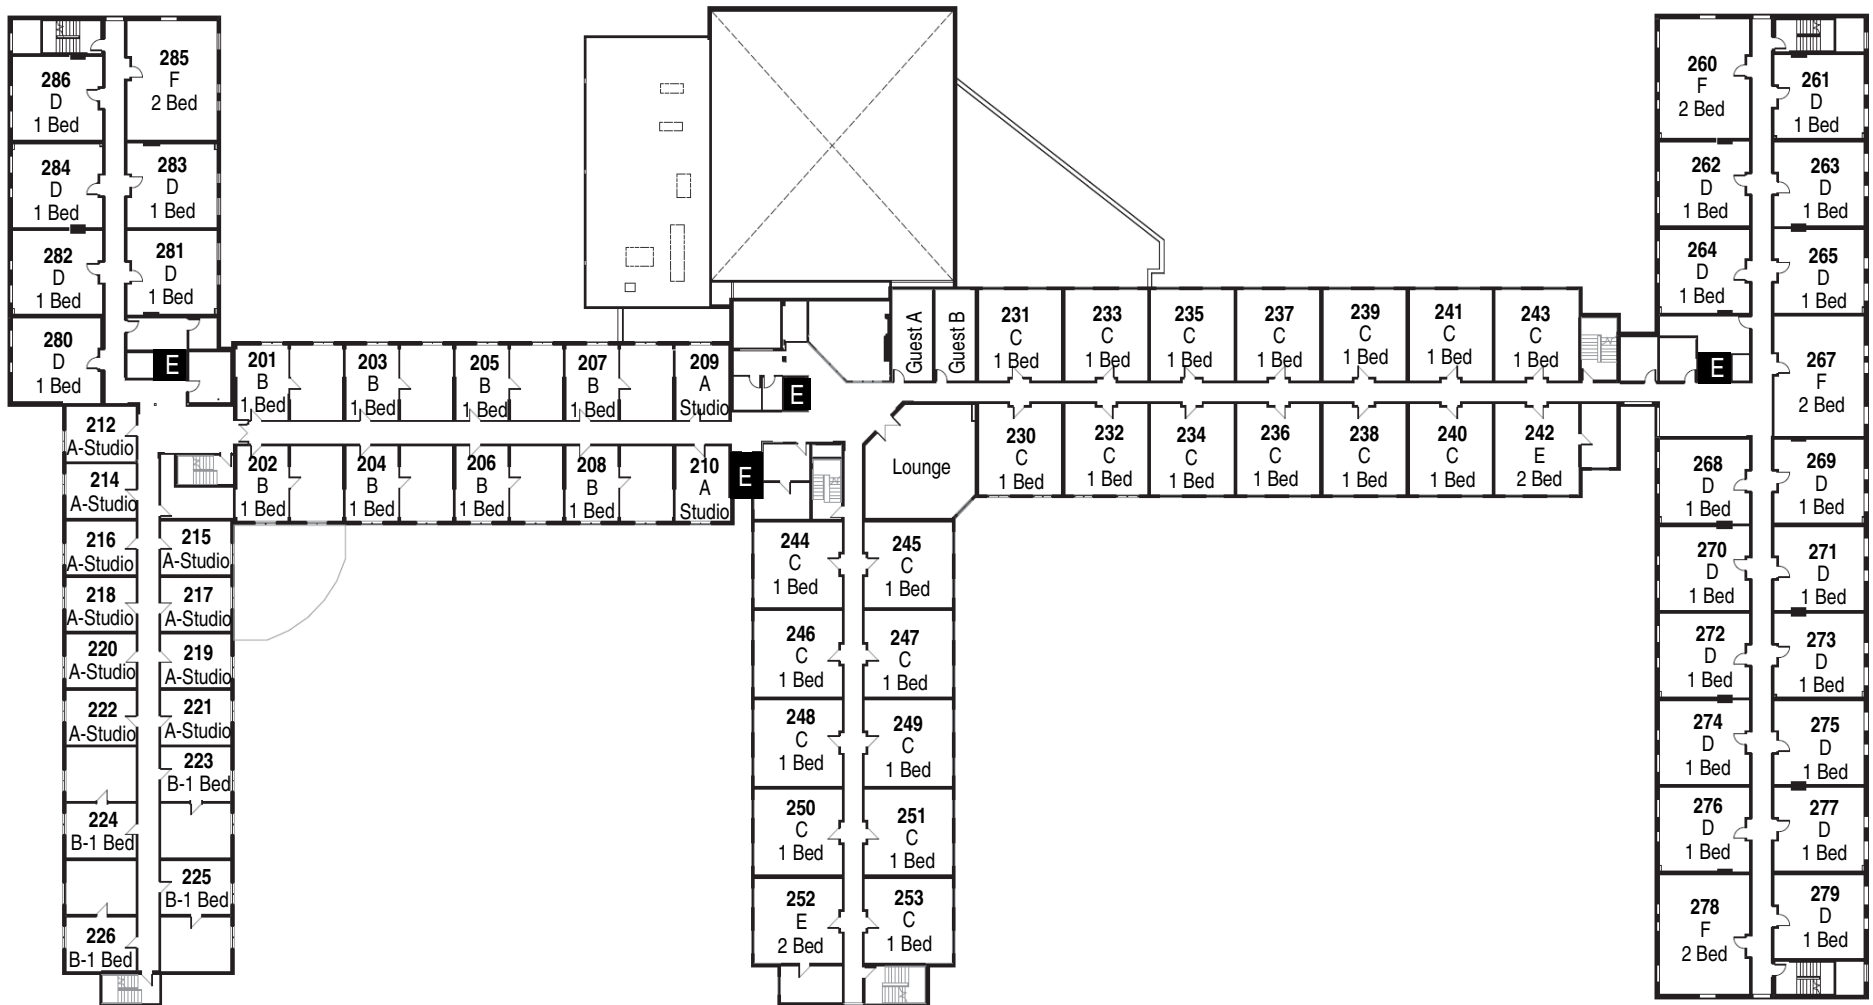 286
D
1 Bed
285
F
2 Bed
284
D
1 Bed
283
D
1 Bed
282
D
1 Bed
281
D
1 Bed
280
D
1 Bed
E
201
B
1 Bed
203
B
1 Bed
205
B
1 Bed
207
B
1 Bed
209
A
Studio
E
202
B
1 Bed
204
B
1 Bed
206
B
1 Bed
208
B
1 Bed
210
A
Studio
E
212
A-Studio
214
A-Studio
216
A-Studio
215
A-Studio
218
A-Studio
217
A-Studio
220
A-Studio
219
A-Studio
222
A-Studio
221
A-Studio
223
B-1 Bed
224
B-1 Bed
225
B-1 Bed
226
B-1 Bed
Guest A
Guest B
231
C
1 Bed
233
C
1 Bed
235
C
1 Bed
237
C
1 Bed
239
C
1 Bed
241
C
1 Bed
243
C
1 Bed
Lounge
230
C
1 Bed
232
C
1 Bed
234
C
1 Bed
236
C
1 Bed
238
C
1 Bed
240
C
1 Bed
242
E
2 Bed
244
C
1 Bed
245
C
1 Bed
246
C
1 Bed
247
C
1 Bed
248
C
1 Bed
249
C
1 Bed
250
C
1 Bed
251
C
1 Bed
252
E
2 Bed
253
C
1 Bed
260
F
2 Bed
261
D
1 Bed
262
D
1 Bed
263
D
1 Bed
264
D
1 Bed
265
D
1 Bed
E
267
F
2 Bed
268
D
1 Bed
269
D
1 Bed
270
D
1 Bed
271
D
1 Bed
272
D
1 Bed
273
D
1 Bed
274
D
1 Bed
275
D
1 Bed
276
D
1 Bed
277
D
1 Bed
278
F
2 Bed
279
D
1 Bed